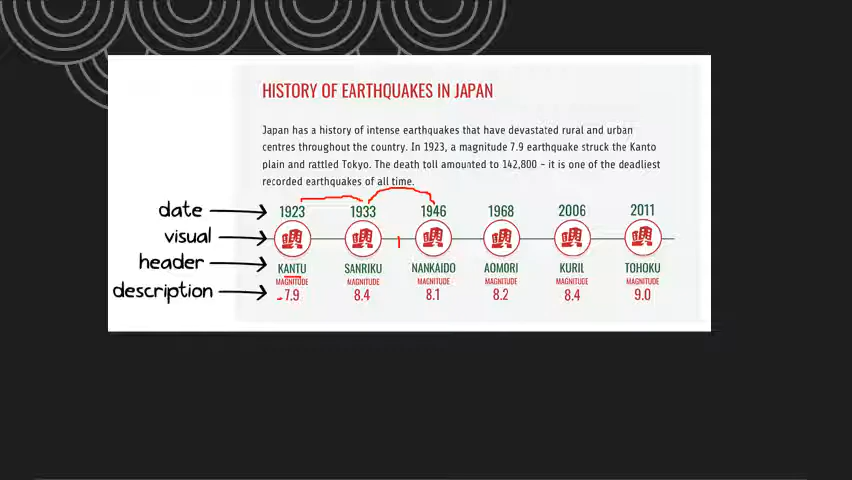 HISTORY OF EARTHQUAKES IN JAPAN
Japan has a history of intense earthquakes that have devastated rural and urban
centres throughout the country. In 1923, a magnitude 7.9 earthquake struck the Kanto
plain and rattled Tokyo. The death toll amounted to 142,800 - it is one of the deadliest
recorded earthquakes of all time.
date 1923 1933 1946 1968 2006 2011
visual
header KANTU SANRIKU NANKAIDO AOMORI KURIL TOHOKU
MAGNITUDE MAGNITUDE MAGNITUDE MAGNITUDE MAGNITUDE MAGNITUDE
description 7.9 8.4 8.1 8.2 8.4 9.0